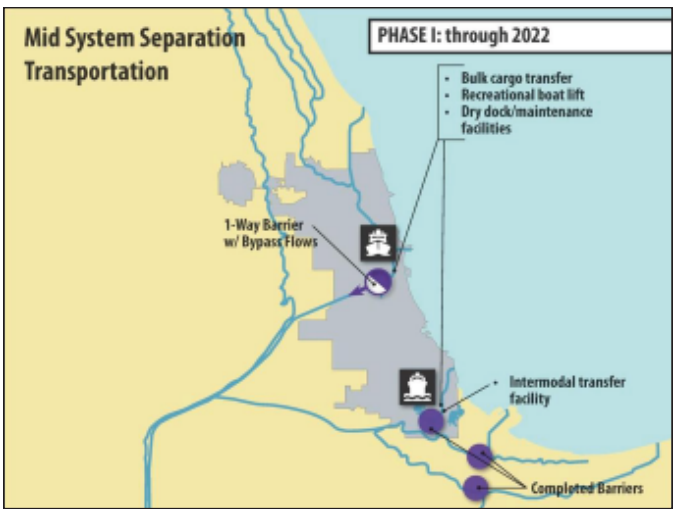 Mid System Separation
Transportation
PHASE I: through 2022
• Bulk cargo transfer
• Recreational boat lift
• Dry dock/maintenance
facilities
1-Way Barrier
w/ Bypass Flows
• Intermodal transfer
facility
Completed Barriers